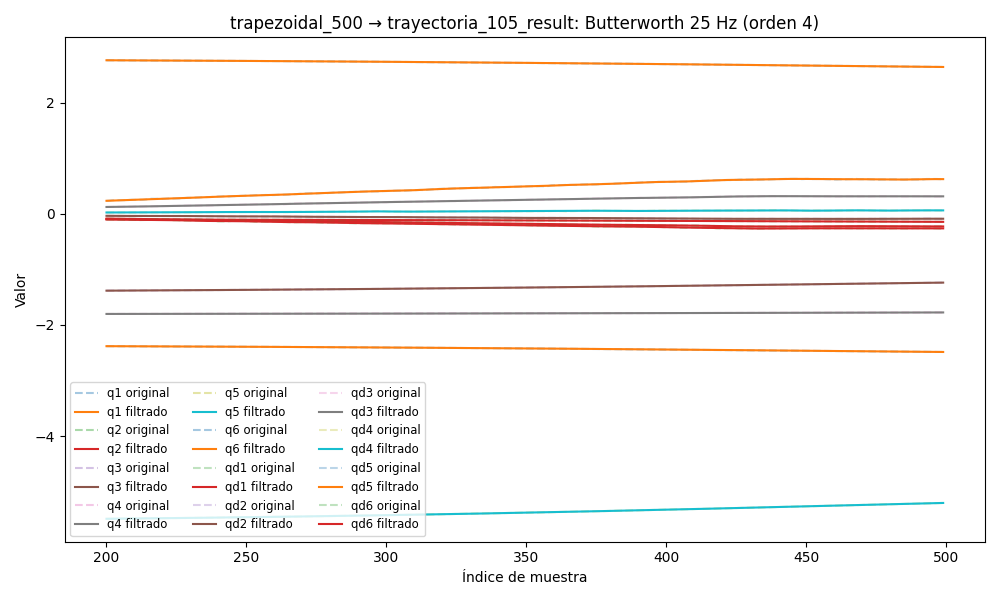 trapezoidal_500 → trayectoria_105_result: Butterworth 25 Hz (orden 4)
Valor
2
0
−2
−4
q1 original
q1 filtrado
q2 original
q2 filtrado
q3 original
q3 filtrado
q4 original
q4 filtrado
q5 original
q5 filtrado
q6 original
q6 filtrado
qd1 original
qd1 filtrado
qd2 original
qd2 filtrado
qd3 original
qd3 filtrado
qd4 original
qd4 filtrado
qd5 original
qd5 filtrado
qd6 original
qd6 filtrado
200
250
300
350
400
450
500
Índice de muestra